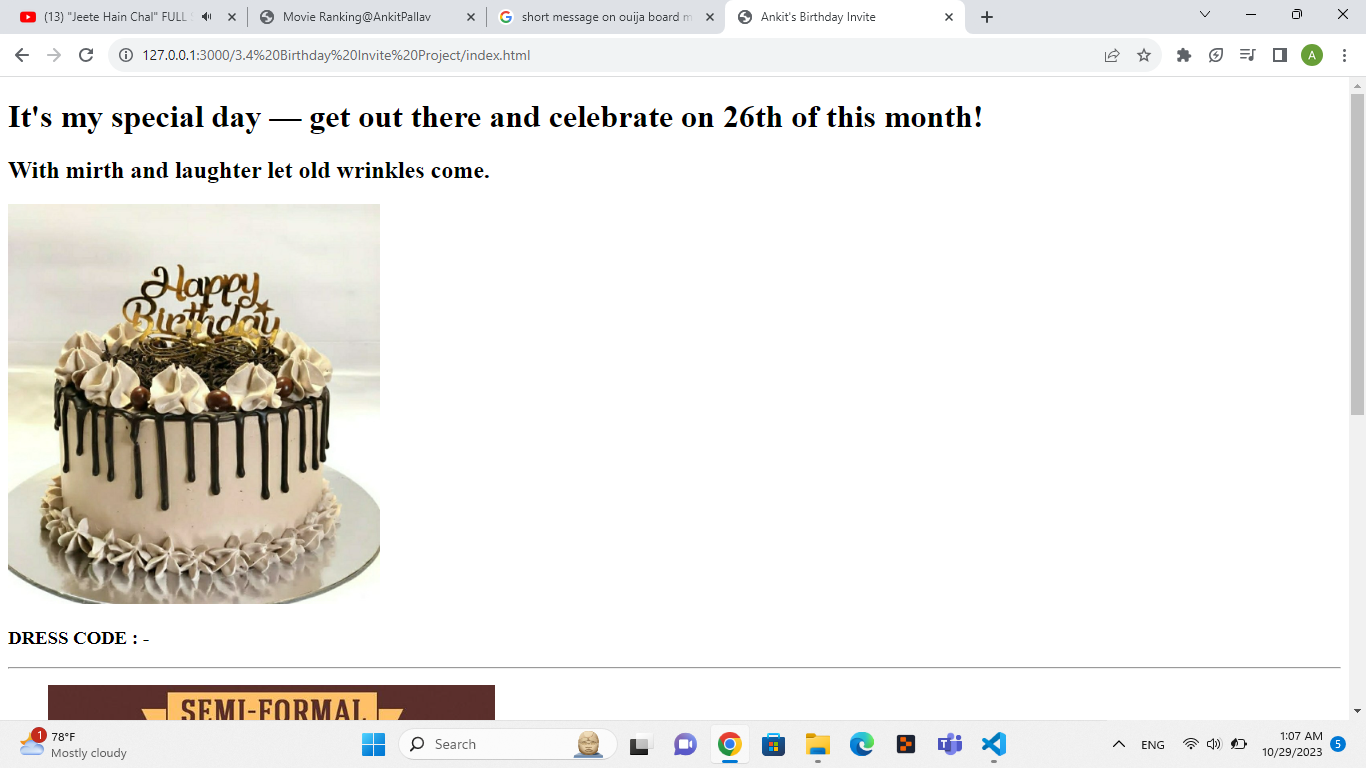 (13) "Jeete Hain Chal" FULL
Movie Ranking@AnkitPallav
short message on ouija board m
Ankit's Birthday Invite
127.0.0.1:3000/3.4%20Birthday%20Invite%20Project/index.html
A
It's my special day — get out there and celebrate on 26th of this month!
With mirth and laughter let old wrinkles come.
Happy
Birthday
DRESS CODE : -
SEMI-FORMAL
1
78°F
Mostly cloudy
Search
ENG
1:07 AM
10/29/2023
5